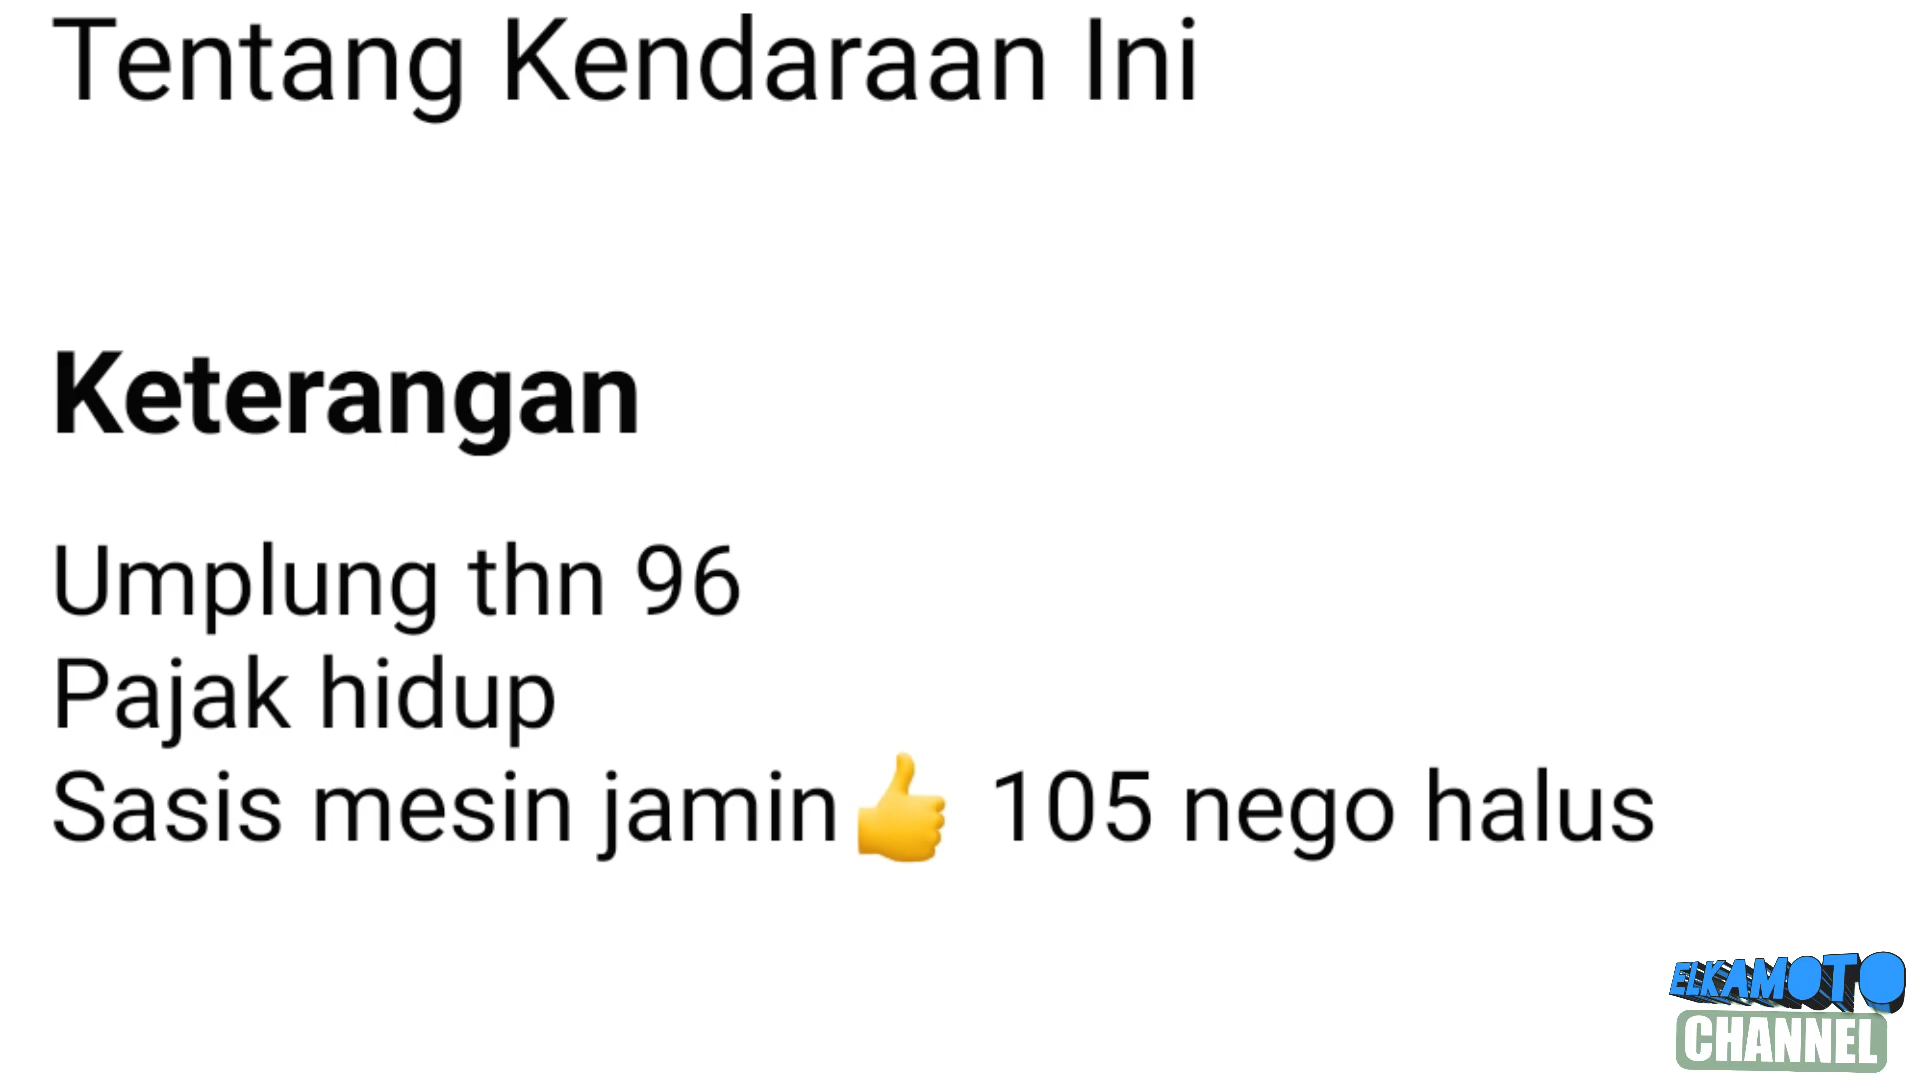 Tentang Kendaraan Ini
Keterangan
Umplung thn 96
Pajak hidup
Sasis mesin jamin👍 105 nego halus
ELKAMOTO
CHANNEL